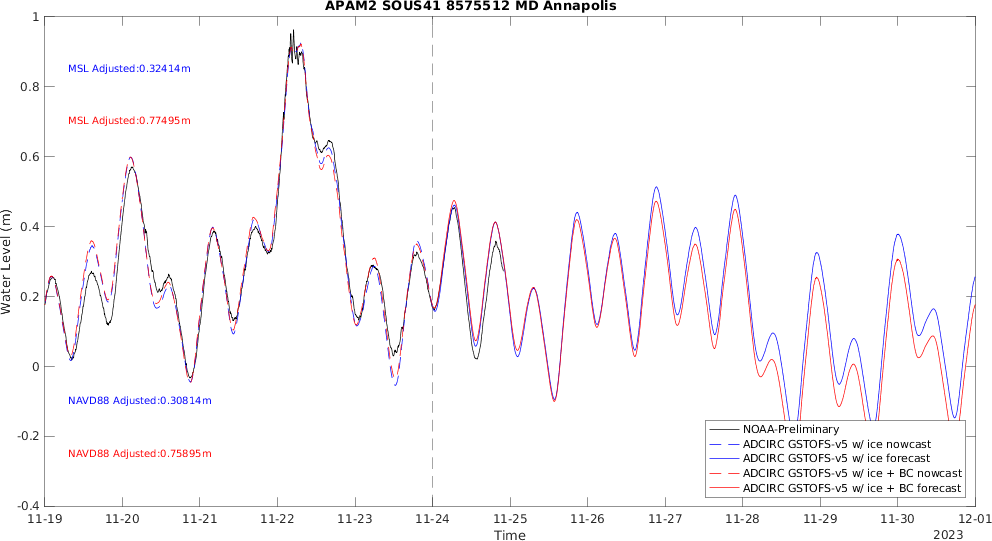 APAM2 SOUS41 8575512 MD Annapolis
1
0.8
0.6
0.4
0.2
0
-0.2
-0.4
Water Level (m)
MSL Adjusted:0.32414m
MSL Adjusted:0.77495m
NAVD88 Adjusted:0.30814m
NAVD88 Adjusted:0.75895m
NOAA-Preliminary
ADCIRC GSTOFS-v5 w/ ice nowcast
ADCIRC GSTOFS-v5 w/ ice forecast
ADCIRC GSTOFS-v5 w/ ice + BC nowcast
ADCIRC GSTOFS-v5 w/ ice + BC forecast
11-19 11-20 11-21 11-22 11-23 11-24 11-25 11-26 11-27 11-28 11-29 11-30 12-01
Time
2023